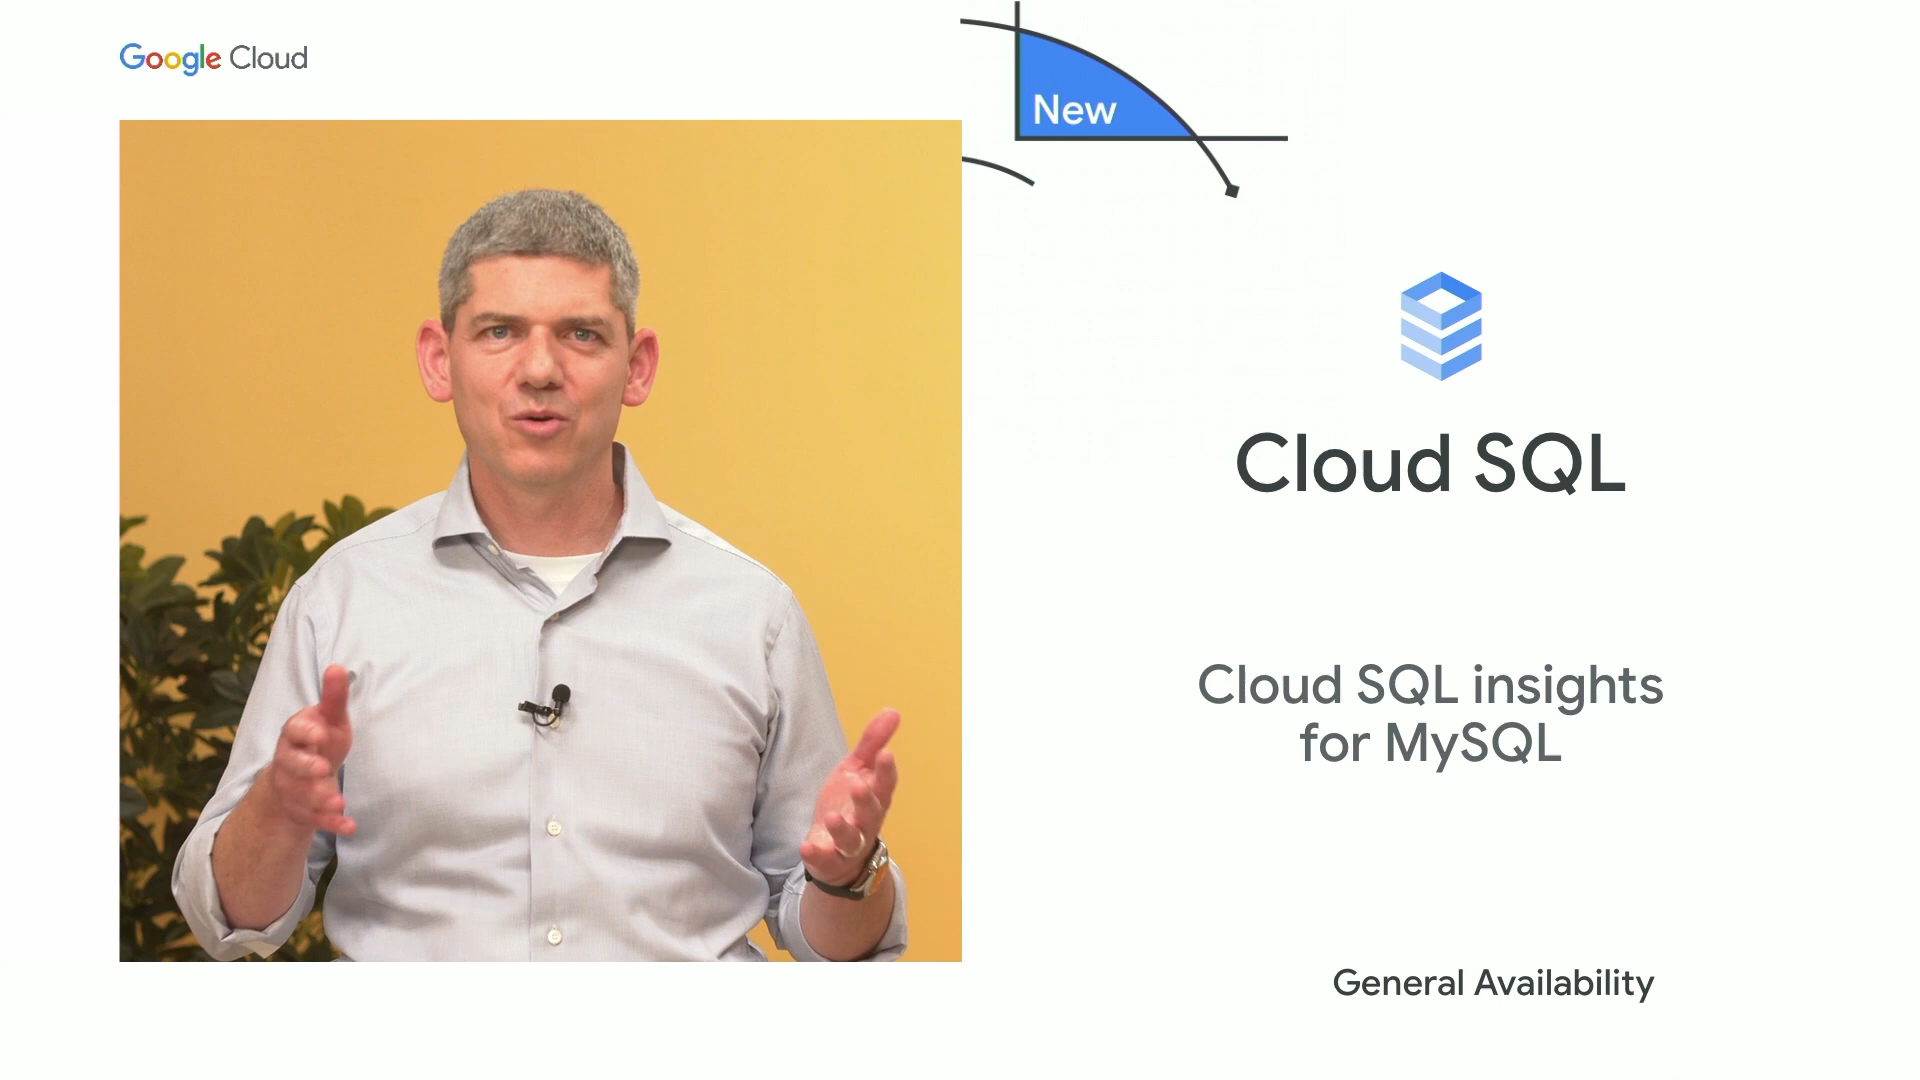 Google Cloud
New
Cloud SQL
Cloud SQL insights
for MySQL
General Availability